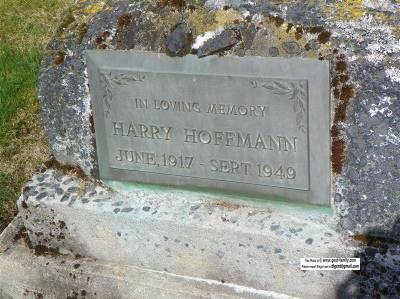 IN LOVING MEMORY
HARRY HOFFMANN
JUNE, 1917 - SEPT. 1949